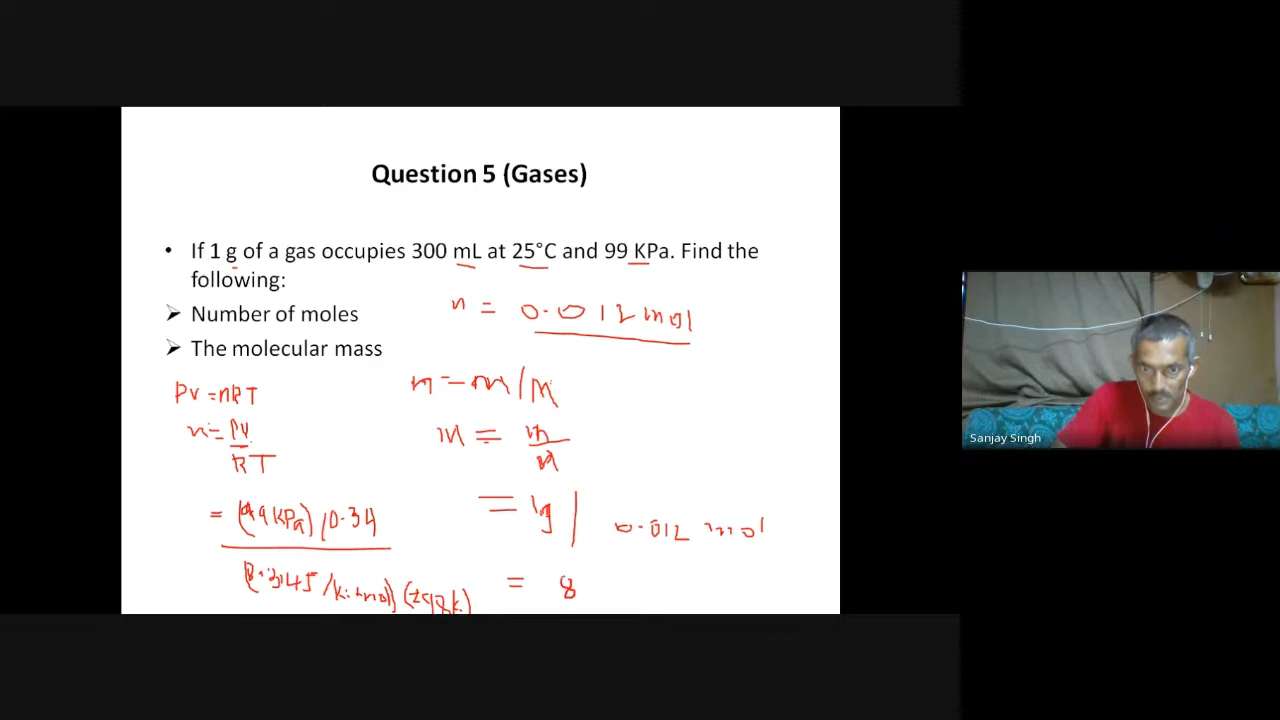 Question 5 (Gases)
• If 1 g of a gas occupies 300 mL at 25°C and 99 KPa. Find the
following:
➢ Number of moles
n = 0.012 mol
➢ The molecular mass
PV = nRT
n = PV
RT
= (99 KPa) (0.3
(8.314 J/K.mol) (298K)
n = m/M
M = m
n
= 1g / 0.012 mol
= 8
Sanjay Singh